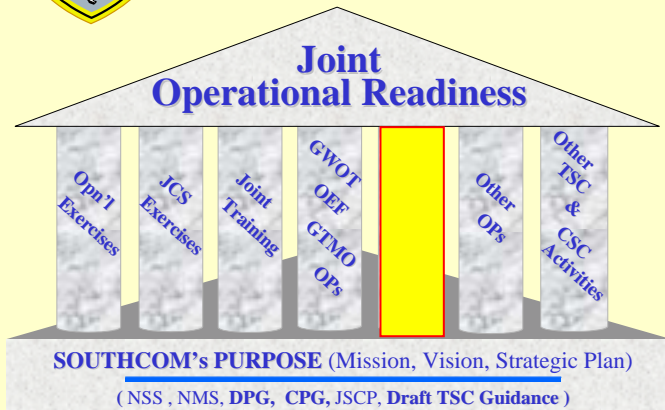 Joint
Operational Readiness
Opn'l
Exercises
JCS
Exercises
Joint
Training
GWOT
OEF
GTMO
OPs
Other
OPs
Other
TSC
&
CSC
Activities
SOUTHCOM's PURPOSE (Mission, Vision, Strategic Plan)
( NSS , NMS, DPG, CPG, JSCP, Draft TSC Guidance )